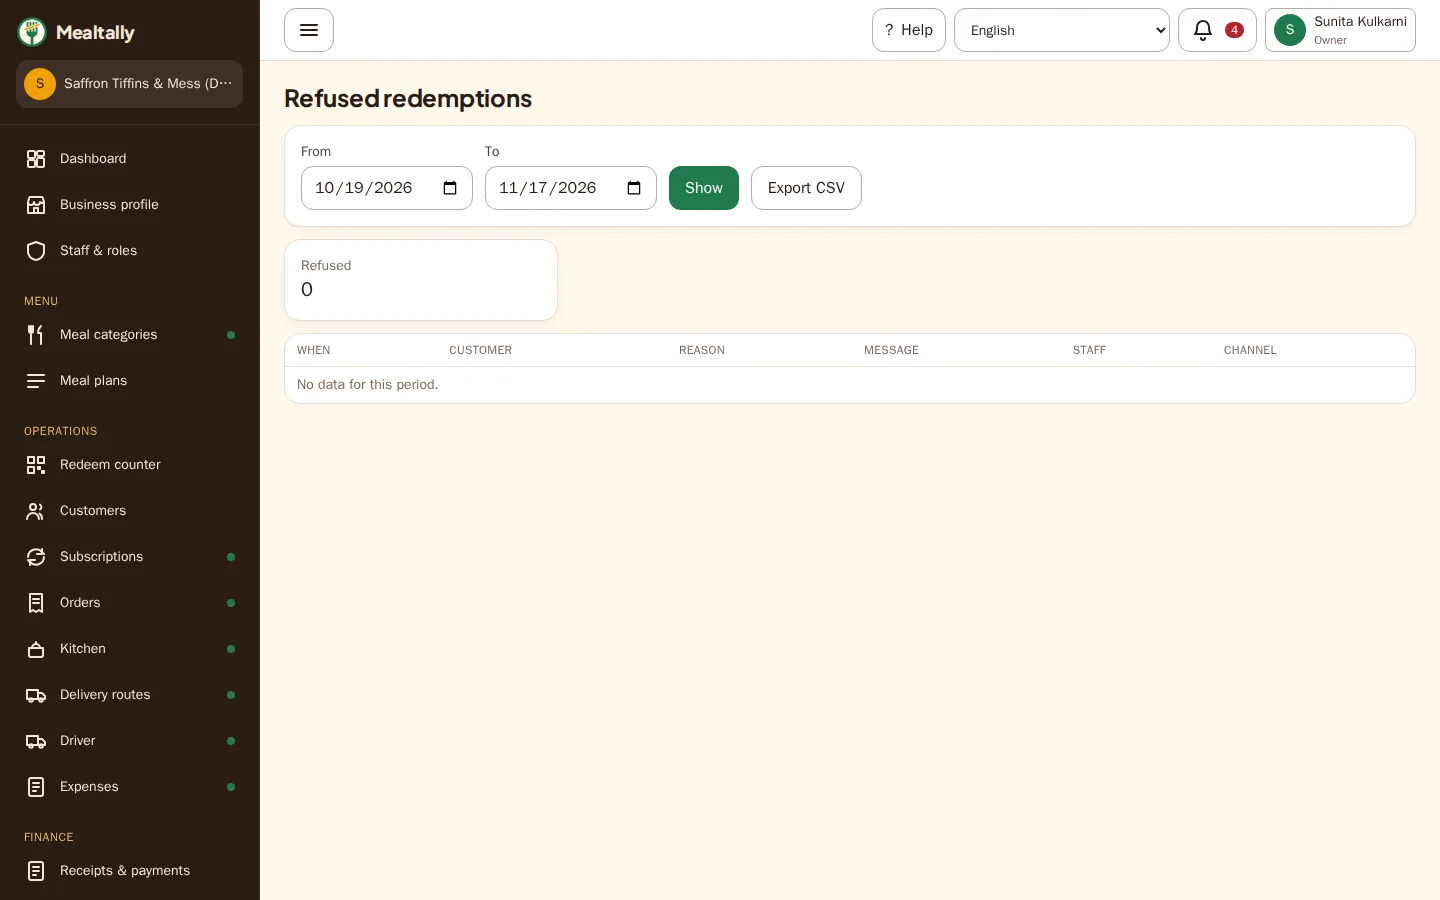 Mealtally
S Saffron Tiffins & Mess (D···
Dashboard
Business profile
Staff & roles
MENU
Meal categories
Meal plans
OPERATIONS
Redeem counter
Customers
Subscriptions
Orders
Kitchen
Delivery routes
Driver
Expenses
FINANCE
Receipts & payments
? Help
English
4
S
Sunita Kulkarni
Owner
Refused redemptions
From
To
10/19/2026
11/17/2026
Show
Export CSV
Refused
0
WHEN CUSTOMER REASON MESSAGE STAFF CHANNEL
No data for this period.